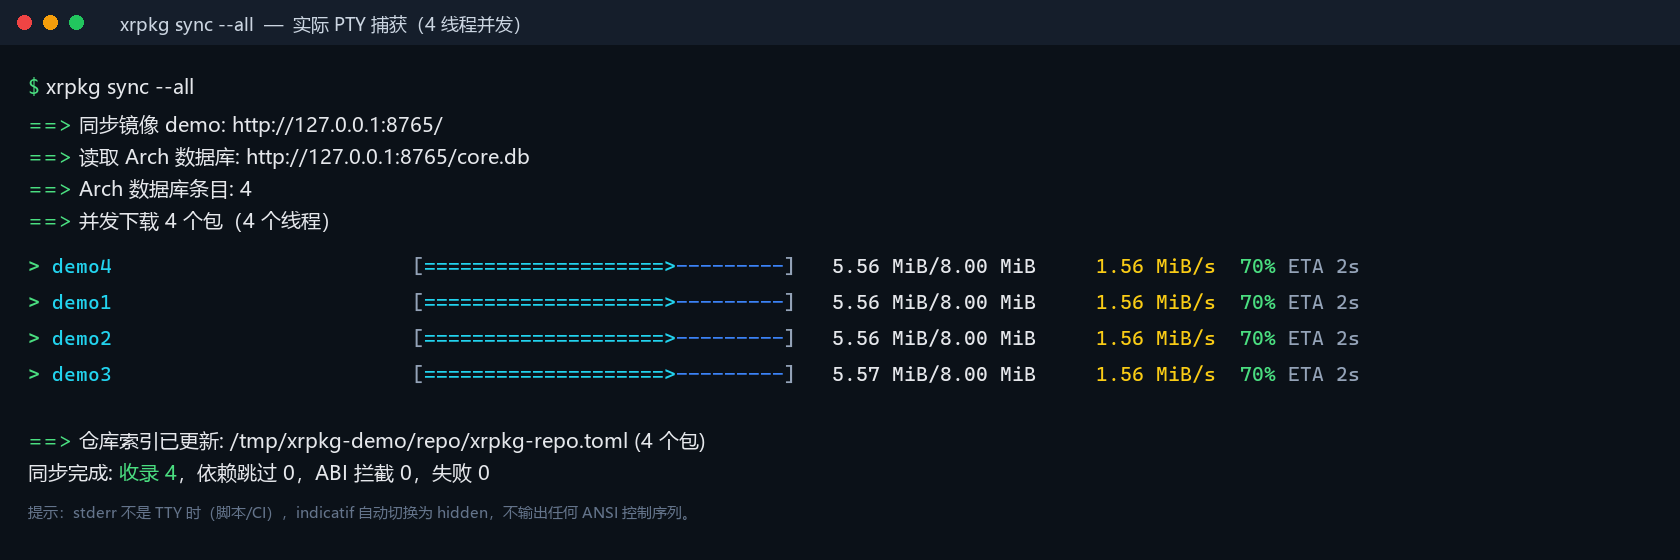 xrpkg sync --all — 实际 PTY 捕获（4 线程并发）
$ xrpkg sync --all
==> 同步镜像 demo: http://127.0.0.1:8765/
==> 读取 Arch 数据库: http://127.0.0.1:8765/core.db
==> Arch 数据库条目: 4
==> 并发下载 4 个包（4 个线程）
> demo4 [====================>---------] 5.56 MiB/8.00 MiB 1.56 MiB/s 70% ETA 2s
> demo1 [====================>---------] 5.56 MiB/8.00 MiB 1.56 MiB/s 70% ETA 2s
> demo2 [====================>---------] 5.56 MiB/8.00 MiB 1.56 MiB/s 70% ETA 2s
> demo3 [====================>---------] 5.57 MiB/8.00 MiB 1.56 MiB/s 70% ETA 2s
==> 仓库索引已更新: /tmp/xrpkg-demo/repo/xrpkg-repo.toml (4 个包)
同步完成: 收录 4，依赖跳过 0，ABI 拦截 0，失败 0
提示：stderr 不是 TTY 时（脚本/CI），indicatif 自动切换为 hidden，不输出任何 ANSI 控制序列。